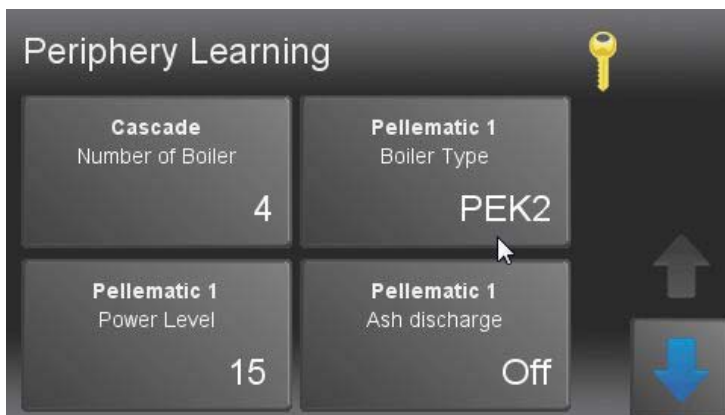 Periphery Learning
Cascade
Number of Boiler
4
Pellematic 1
Boiler Type
PEK2
Pellematic 1
Power Level
15
Pellematic 1
Ash discharge
Off